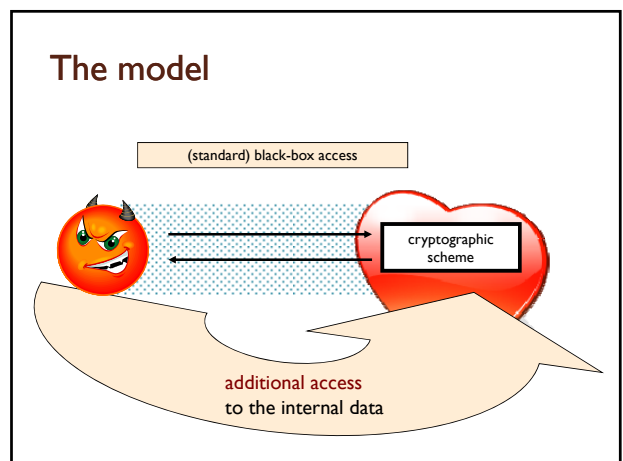 The model
(standard) black-box access
cryptographic
scheme
additional access
to the internal data